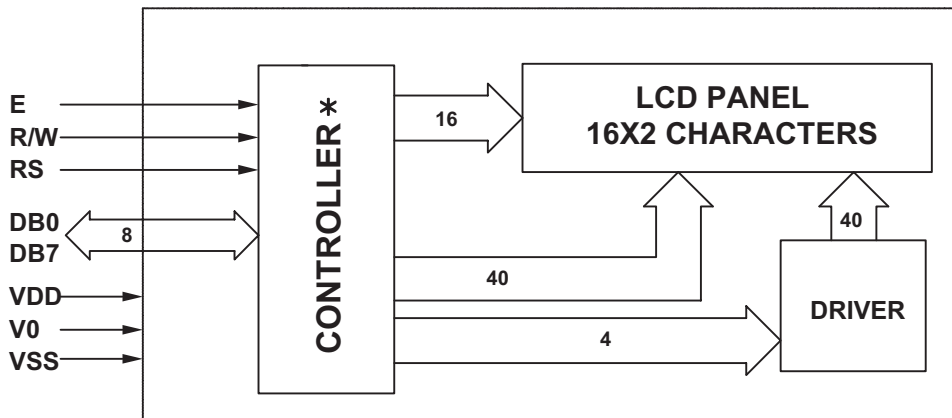 E
R/W
RS
DB0
DB7
8
VDD
V0
VSS
CONTROLLER*
16
LCD PANEL
16X2 CHARACTERS
40
40
DRIVER
4